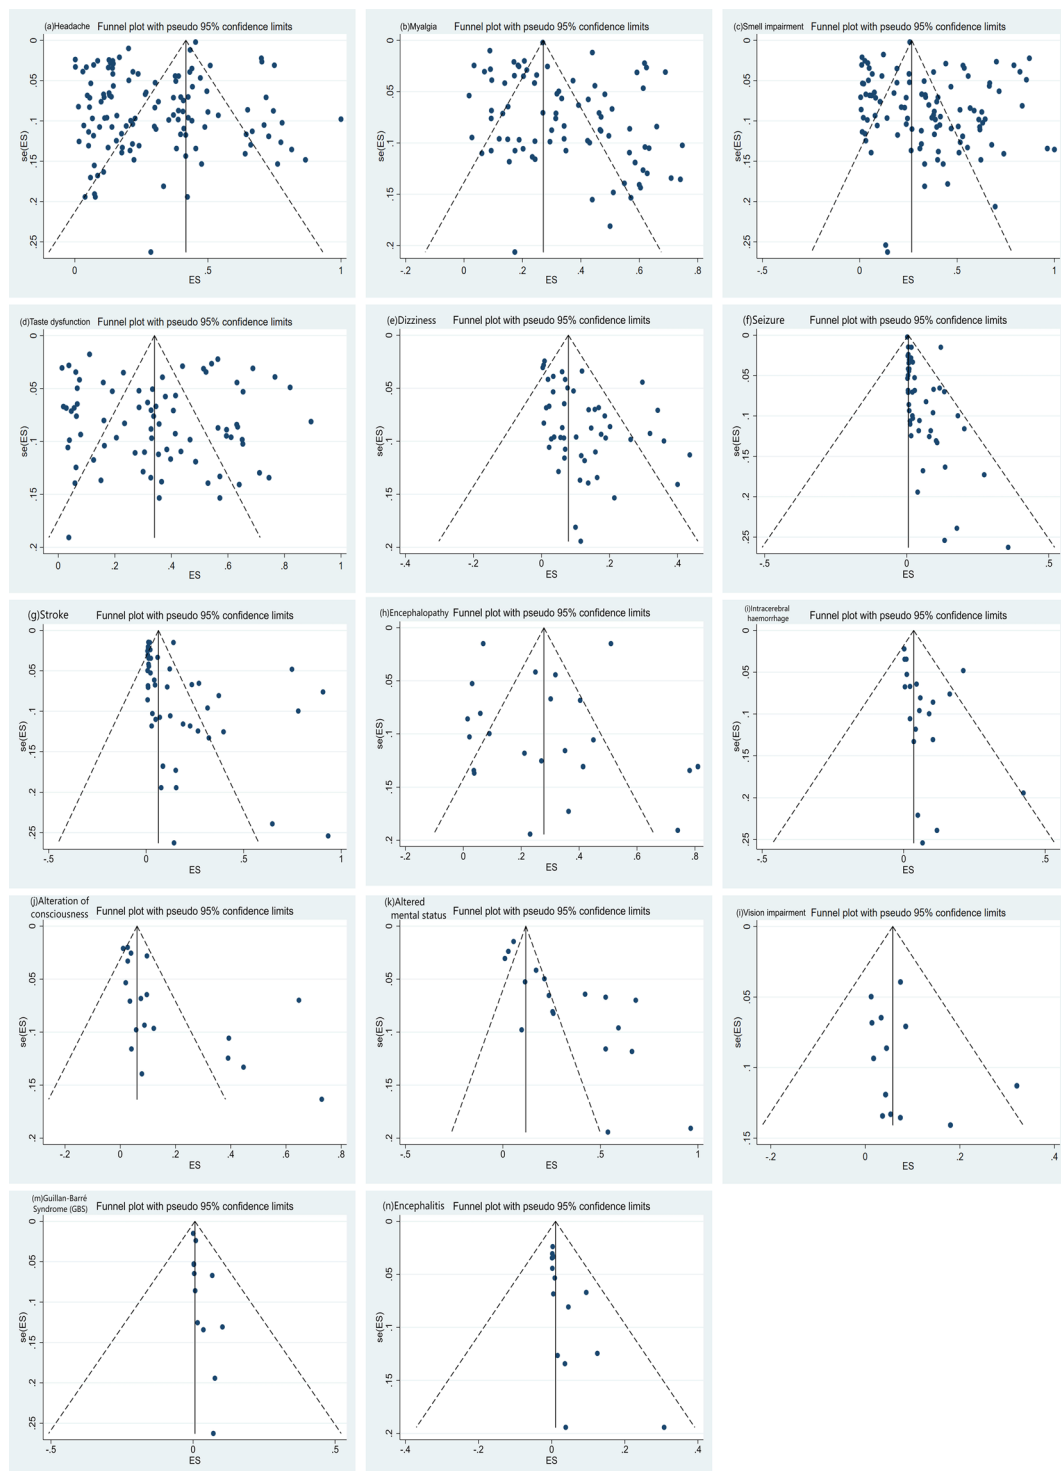 (a)Headache Funnel plot with pseudo 95% confidence limits
0
.05
.1
.15
.2
.25
se(ES)
0 .5 1
ES
(b)Myalgia Funnel plot with pseudo 95% confidence limits
0
.05
.1
.15
.2
se(ES)
-.2 0 .2 .4 .6 .8
ES
(c)Smell impairment Funnel plot with pseudo 95% confidence limits
0
.05
.1
.15
.2
.25
se(ES)
-.5 0 .5 1
ES
(d)Taste dysfunction Funnel plot with pseudo 95% confidence limits
0
.05
.1
.15
.2
se(ES)
0 .2 .4 .6 .8 1
ES
(e)Dizziness Funnel plot with pseudo 95% confidence limits
0
.05
.1
.15
.2
se(ES)
-.4 -.2 0 .2 .4
ES
(f)Seizure Funnel plot with pseudo 95% confidence limits
0
.05
.1
.15
.2
.25
se(ES)
-.5 0 .5
ES
(g)Stroke Funnel plot with pseudo 95% confidence limits
0
.05
.1
.15
.2
.25
se(ES)
-.5 0 .5 1
ES
(h)Encephalopathy Funnel plot with pseudo 95% confidence limits
0
.05
.1
.15
.2
se(ES)
-.2 0 .2 .4 .6 .8
ES
(i)Intracerebral
haemorrhage Funnel plot with pseudo 95% confidence limits
0
.05
.1
.15
.2
.25
se(ES)
-.5 0 .5
ES
(j)Alteration of
consciousness Funnel plot with pseudo 95% confidence limits
0
.05
.1
.15
.2
se(ES)
-.2 0 .2 .4 .6 .8
ES
(k)Altered
mental status Funnel plot with pseudo 95% confidence limits
0
.05
.1
.15
.2
se(ES)
-.5 0 .5 1
ES
(i)Vision impairment Funnel plot with pseudo 95% confidence limits
0
.05
.1
.15
se(ES)
-.2 0 .2 .4
ES
(m)Guillan-Barré
Syndrome (GBS) Funnel plot with pseudo 95% confidence limits
0
.05
.1
.15
.2
.25
se(ES)
-.5 0 .5
ES
(n)Encephalitis Funnel plot with pseudo 95% confidence limits
0
.05
.1
.15
.2
se(ES)
-.4 -.2 0 .2 .4
ES